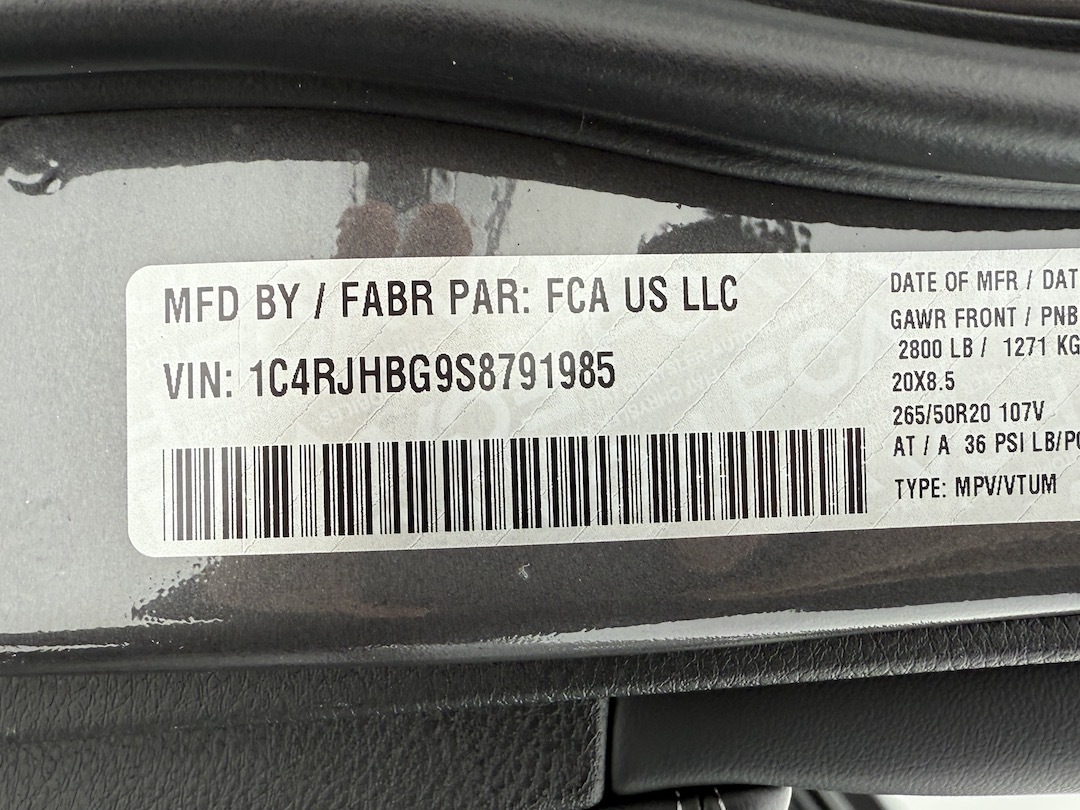 MFD BY / FABR PAR: FCA US LLC
VIN: 1C4RJHBG9S8791985
DATE OF MFR / DAT
GAWR FRONT / PNB
2800 LB / 1271 KG
20X8.5
265/50R20 107V
AT / A 36 PSI LB/PO
TYPE: MPV/VTUM